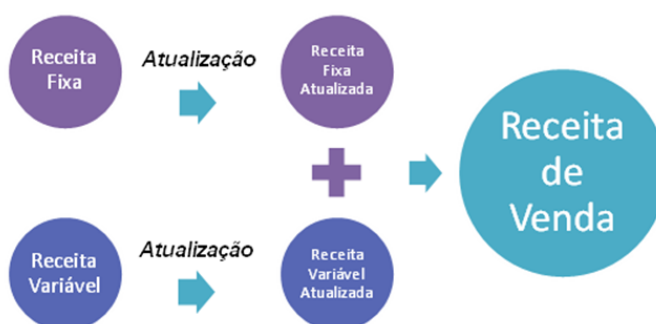 Receita
Fixa
Atualização
Receita
Fixa
Atualizada
Receita
de
Venda
Receita
Variável
Atualização
Receita
Variável
Atualizada